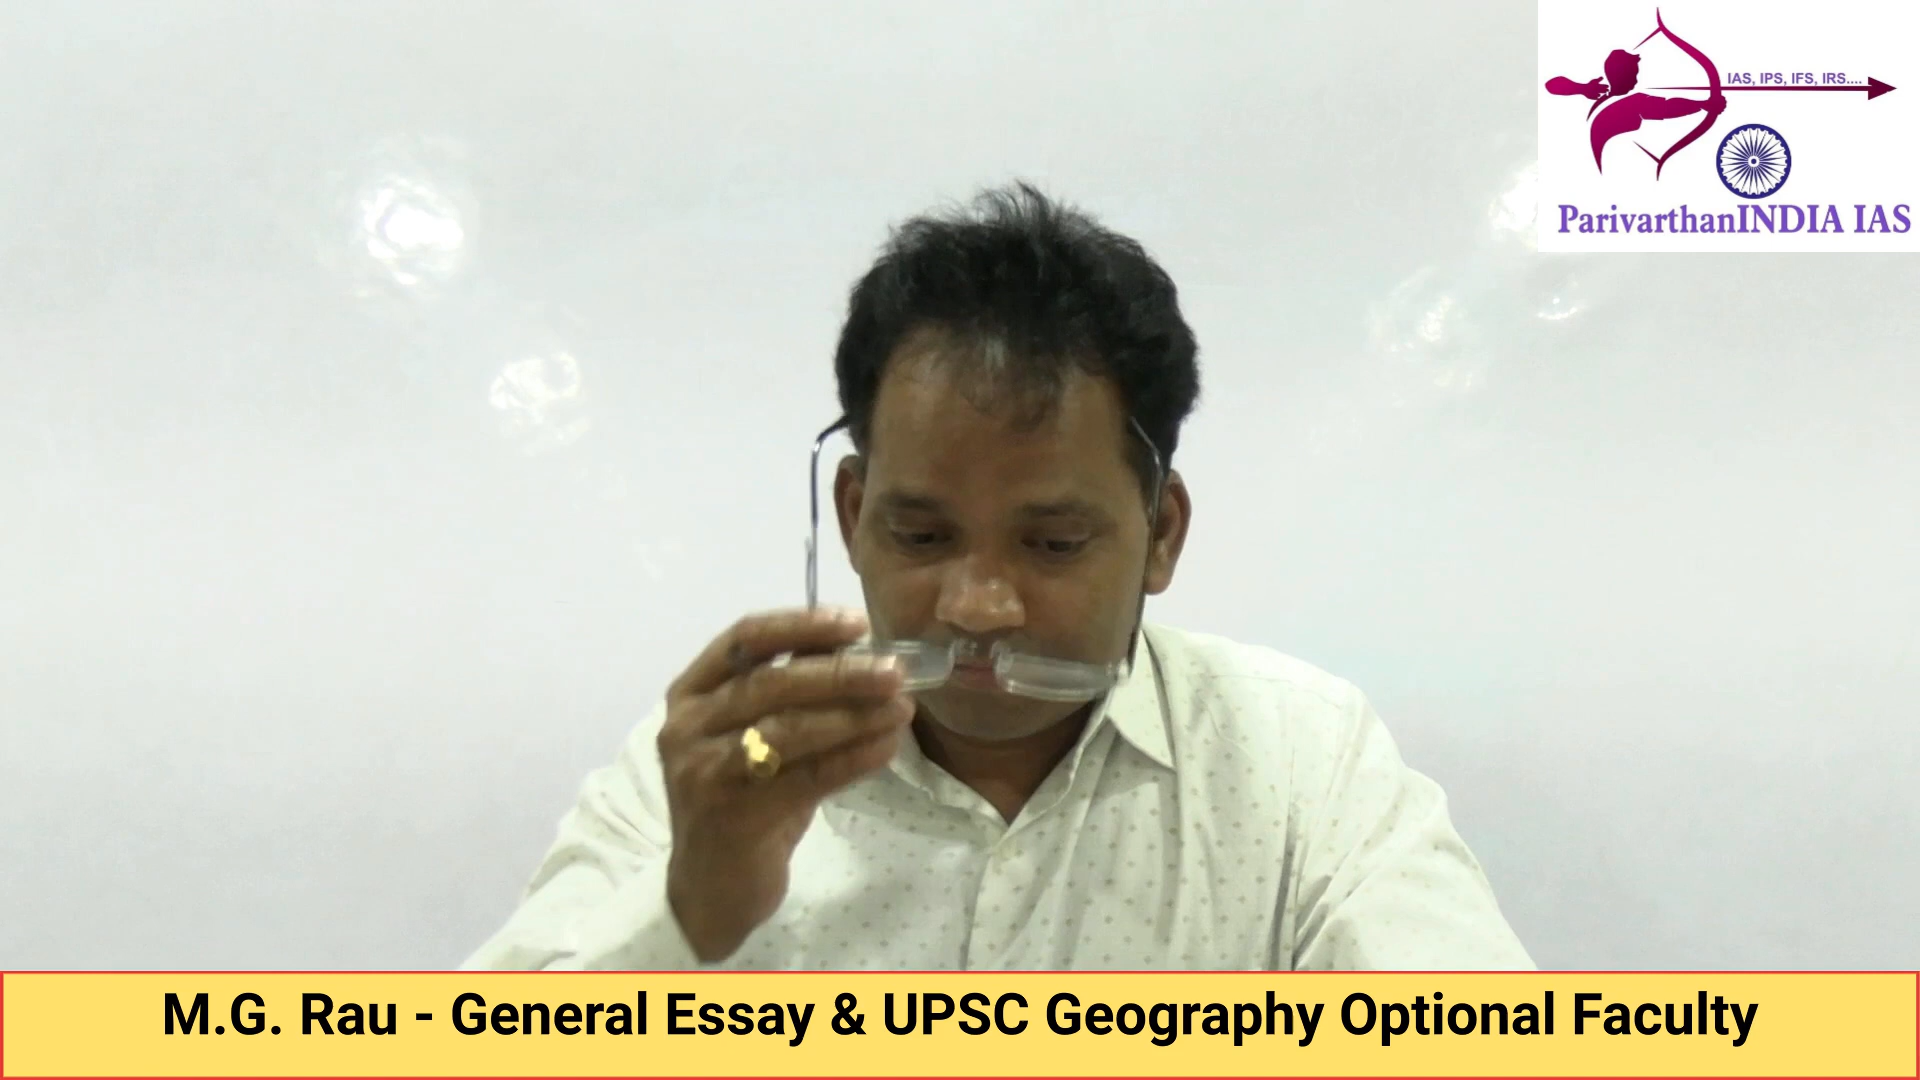 IAS, IPS, IFS, IRS....
ParivarthanINDIA IAS
M.G. Rau - General Essay & UPSC Geography Optional Faculty